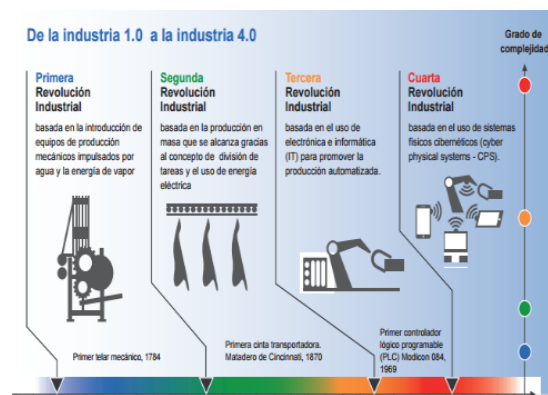 De la industria 1.0 a la industria 4.0
Grado de
complejidad
Primera
Revolución
Industrial
basada en la introducción de
equipos de producción
mecánicos impulsados por
agua y la energía de vapor
Segunda
Revolución
Industrial
basada en la producción en
masa que se alcanza gracias
al concepto de división de
tareas y el uso de energía
eléctrica
Tercera
Revolución
Industrial
basada en el uso de
electrónica e informática
(IT) para promover la
producción automatizada.
Cuarta
Revolución
Industrial
basada en el uso de sistemas
físicos cibernéticos (cyber
physical systems - CPS).
Primer telar mecánico, 1784
Primera cinta transportadora.
Matadero de Cincinnati, 1870
Primer controlador
lógico programable
(PLC) Modicon 084,
1969